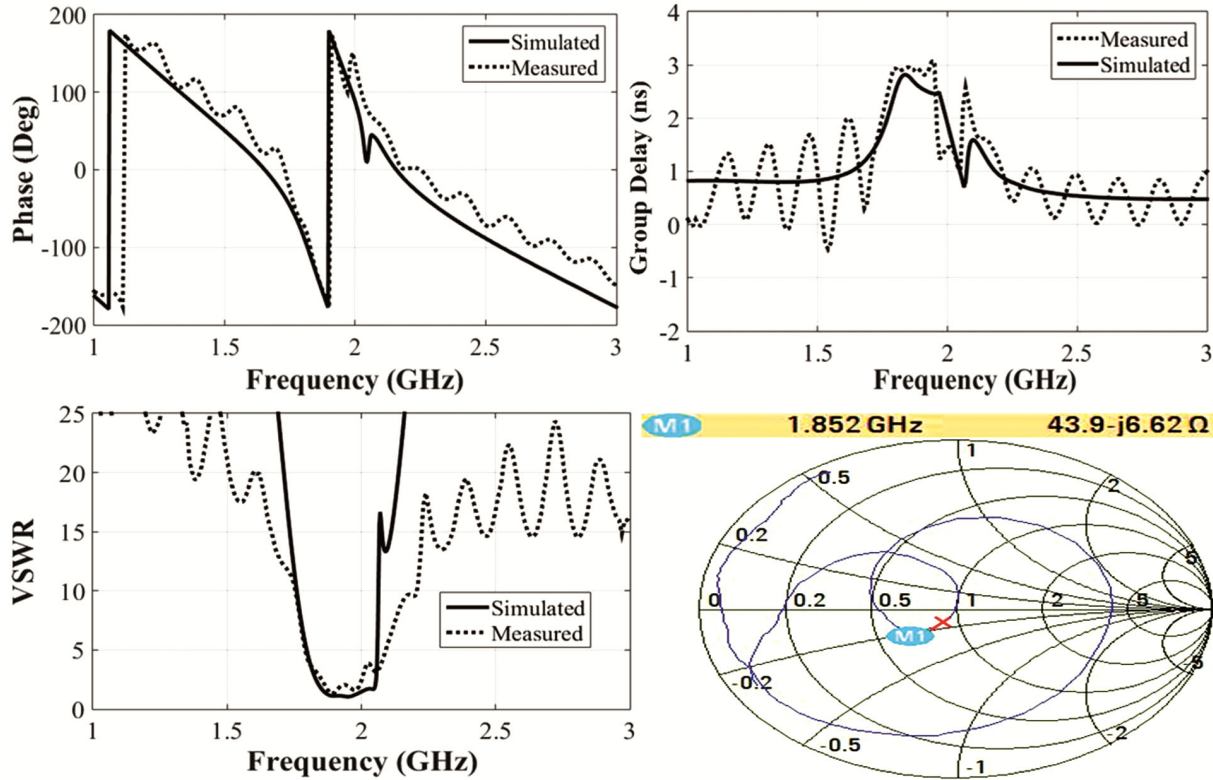 200
100
0
-100
-200
Phase (Deg)
Simulated
Measured
1
1.5
2
2.5
3
Frequency (GHz)
4
3
2
1
0
-1
-2
Group Delay (ns)
Measured
Simulated
1
1.5
2
2.5
3
Frequency (GHz)
25
20
15
10
5
0
VSWR
Simulated
Measured
1
1.5
2
2.5
3
Frequency (GHz)
M1 1.852 GHz 43.9-j6.62 Ω
1
0.5
2
0.2
5
0 0.2 0.5 1 2 5
M1
-0.2
-5
-0.5
-2
-1